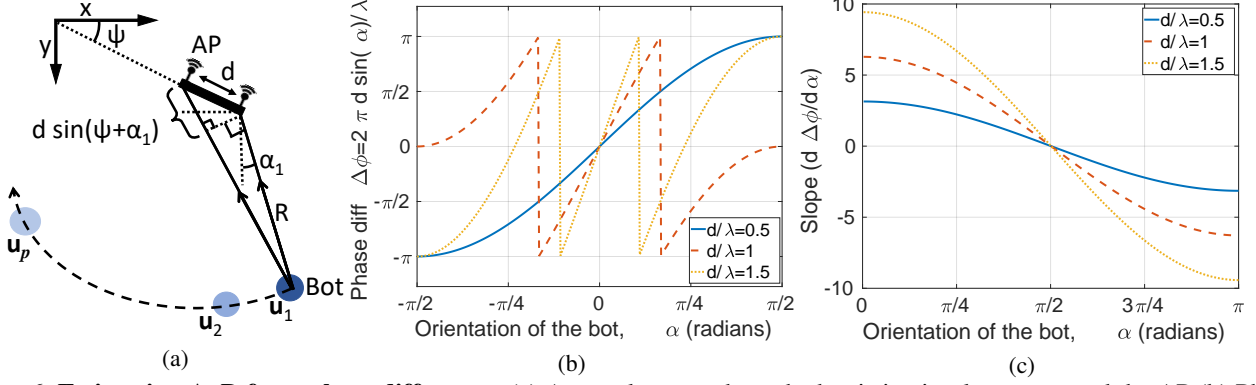 x
ψ
y
AP
d
d sin(ψ+α₁)
α₁
R
Bot
u₁
u₂
uₚ
(a)
Phase diff Δϕ=2 π d sin( α)/λ
π
π/2
0
-π/2
-π
d/ λ=0.5
d/ λ=1
d/ λ=1.5
-π/2
-π/4
0
π/4
π/2
Orientation of the bot, α (radians)
(b)
Slope (d Δϕ/d α)
10
5
0
-5
-10
d/ λ=0.5
d/ λ=1
d/ λ=1.5
0
π/4
π/2
3π/4
π
Orientation of the bot, α (radians)
(c)